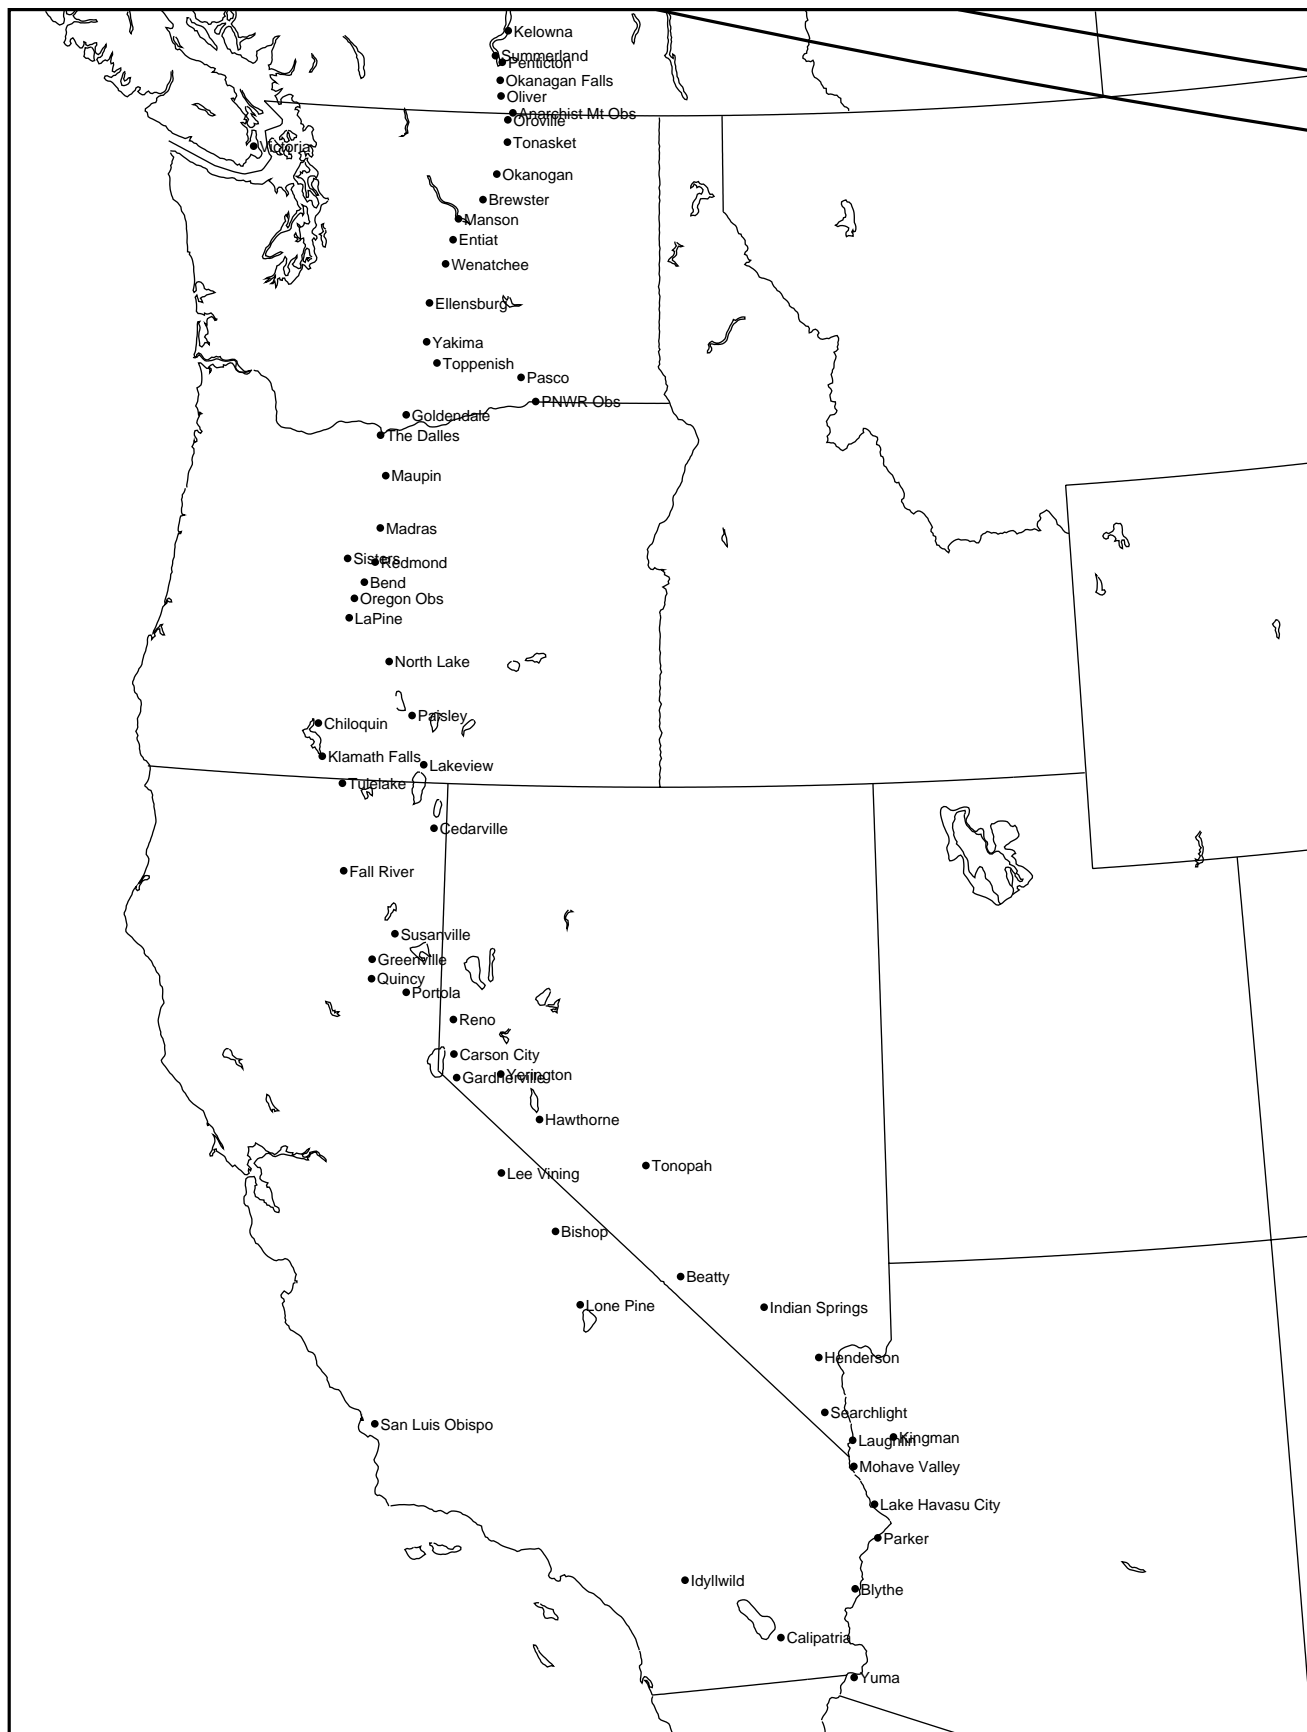 Kelowna
Summerland
Penticton
Okanagan Falls
Oliver
Anarchist Mt Obs
Oroville
Tonasket
Victoria
Okanogan
Brewster
Manson
Entiat
Wenatchee
Ellensburg
Yakima
Toppenish
Pasco
PNWR Obs
Goldendale
The Dalles
Maupin
Madras
Sisters
Redmond
Bend
Oregon Obs
LaPine
North Lake
Paisley
Chiloquin
Klamath Falls
Lakeview
Tulelake
Cedarville
Fall River
Susanville
Greenville
Quincy
Portola
Reno
Carson City
Yerington
Gardnerville
Hawthorne
Tonopah
Lee Vining
Bishop
Beatty
Lone Pine
Indian Springs
Henderson
Searchlight
San Luis Obispo
Kingman
Laughlin
Mohave Valley
Lake Havasu City
Parker
Idyllwild
Blythe
Calipatria
Yuma